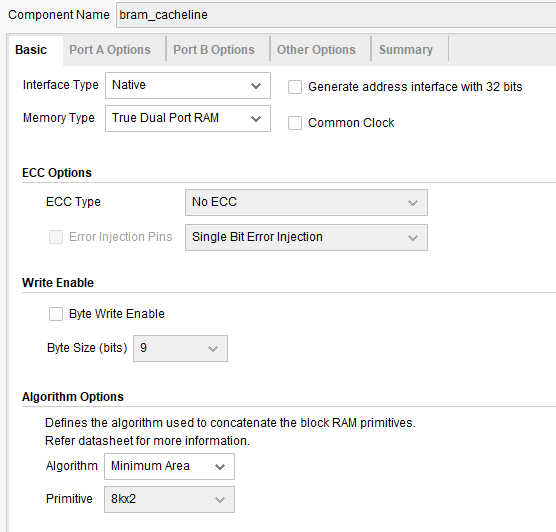 Component Name bram_cacheline
Basic Port A Options Port B Options Other Options Summary
Interface Type Native Generate address interface with 32 bits
Memory Type True Dual Port RAM Common Clock
ECC Options
ECC Type No ECC
Error Injection Pins Single Bit Error Injection
Write Enable
Byte Write Enable
Byte Size (bits) 9
Algorithm Options
Defines the algorithm used to concatenate the block RAM primitives.
Refer datasheet for more information.
Algorithm Minimum Area
Primitive 8kx2